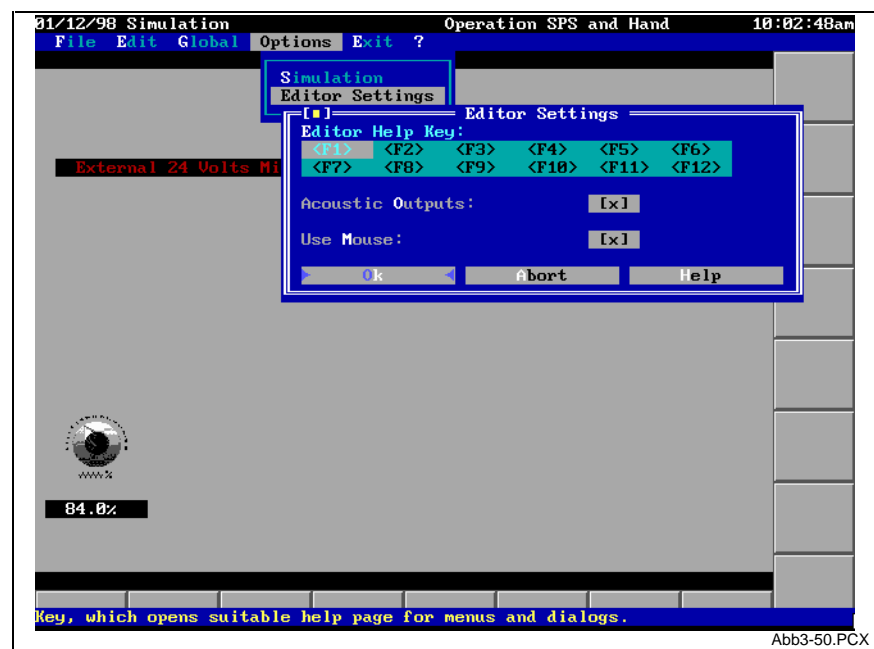 01/12/98 Simulation Operation SPS and Hand 10:02:48am
File Edit Global Options Exit ?
Simulation
Editor Settings
[■] Editor Settings
Editor Help Key:
<F1> <F2> <F3> <F4> <F5> <F6>
External 24 Volts Mi <F7> <F8> <F9> <F10> <F11> <F12>
Acoustic Outputs: [x]
Use Mouse: [x]
Ok Abort Help
%
84.0%
Key, which opens suitable help page for menus and dialogs.
Abb3-50.PCX